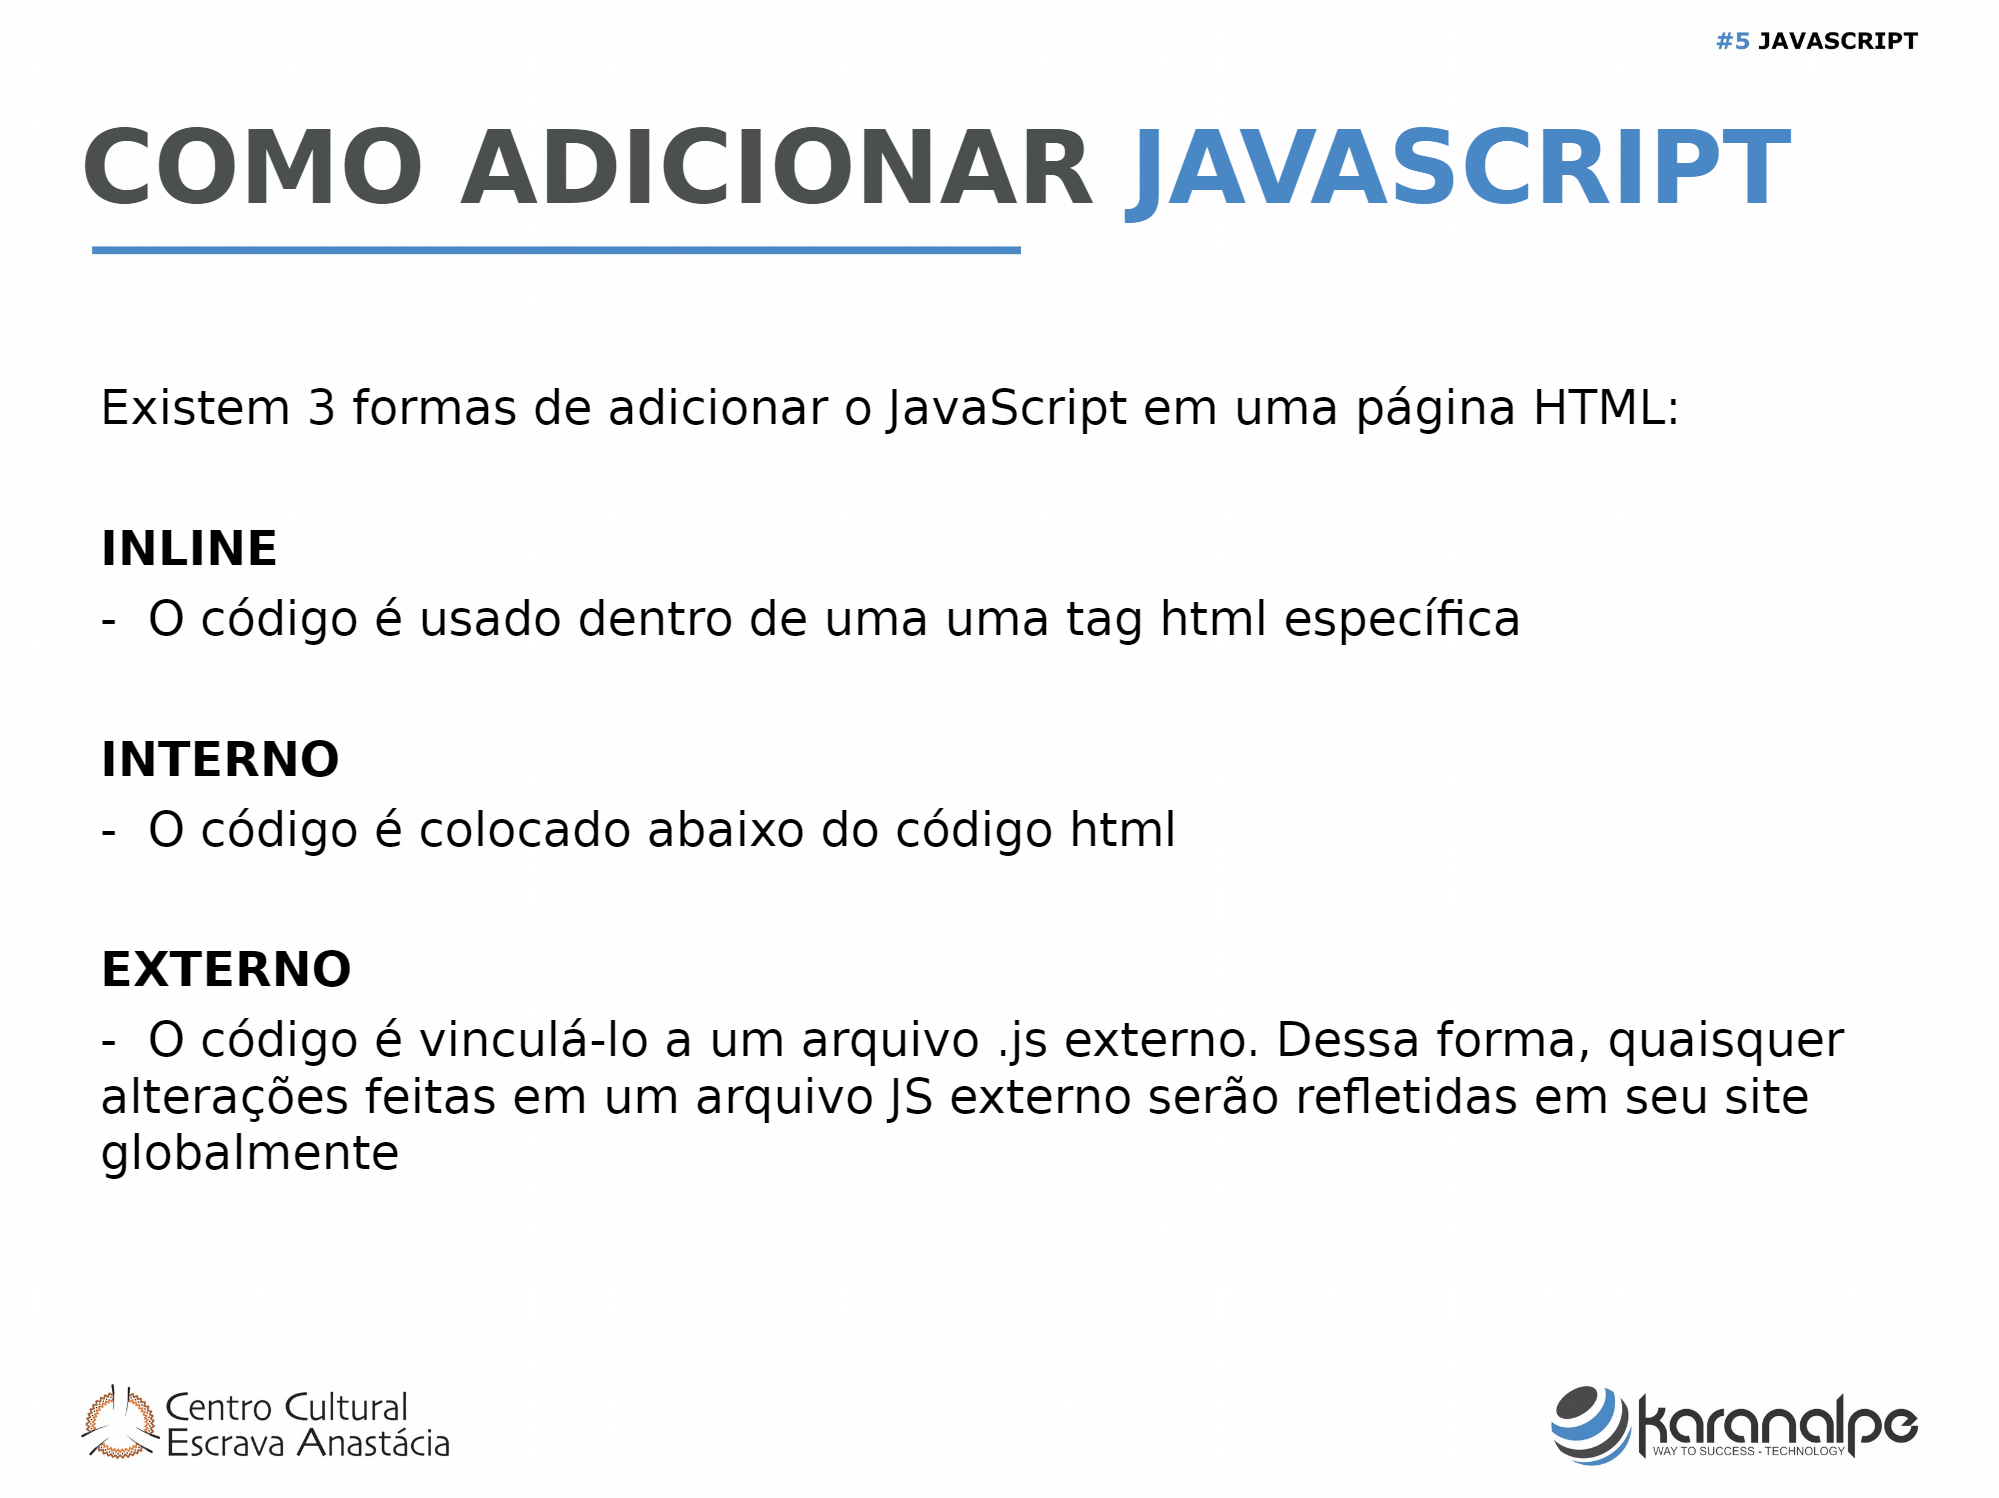 #5 JAVASCRIPT
COMO ADICIONAR JAVASCRIPT
Existem 3 formas de adicionar o JavaScript em uma página HTML:
INLINE
- O código é usado dentro de uma uma tag html específica
INTERNO
- O código é colocado abaixo do código html
EXTERNO
- O código é vinculá-lo a um arquivo .js externo. Dessa forma, quaisquer
alterações feitas em um arquivo JS externo serão refletidas em seu site
globalmente
Centro Cultural
Escrava Anastácia
karanalpe
WAY TO SUCCESS - TECHNOLOGY